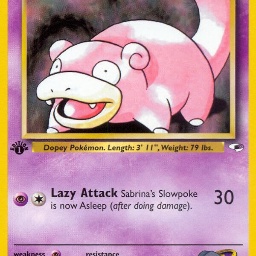 Dopey Pokémon. Length: 3' 11", Weight: 79 lbs.
Lazy Attack Sabrina's Slowpoke 30
is now Asleep (after doing damage).
weakness resistance